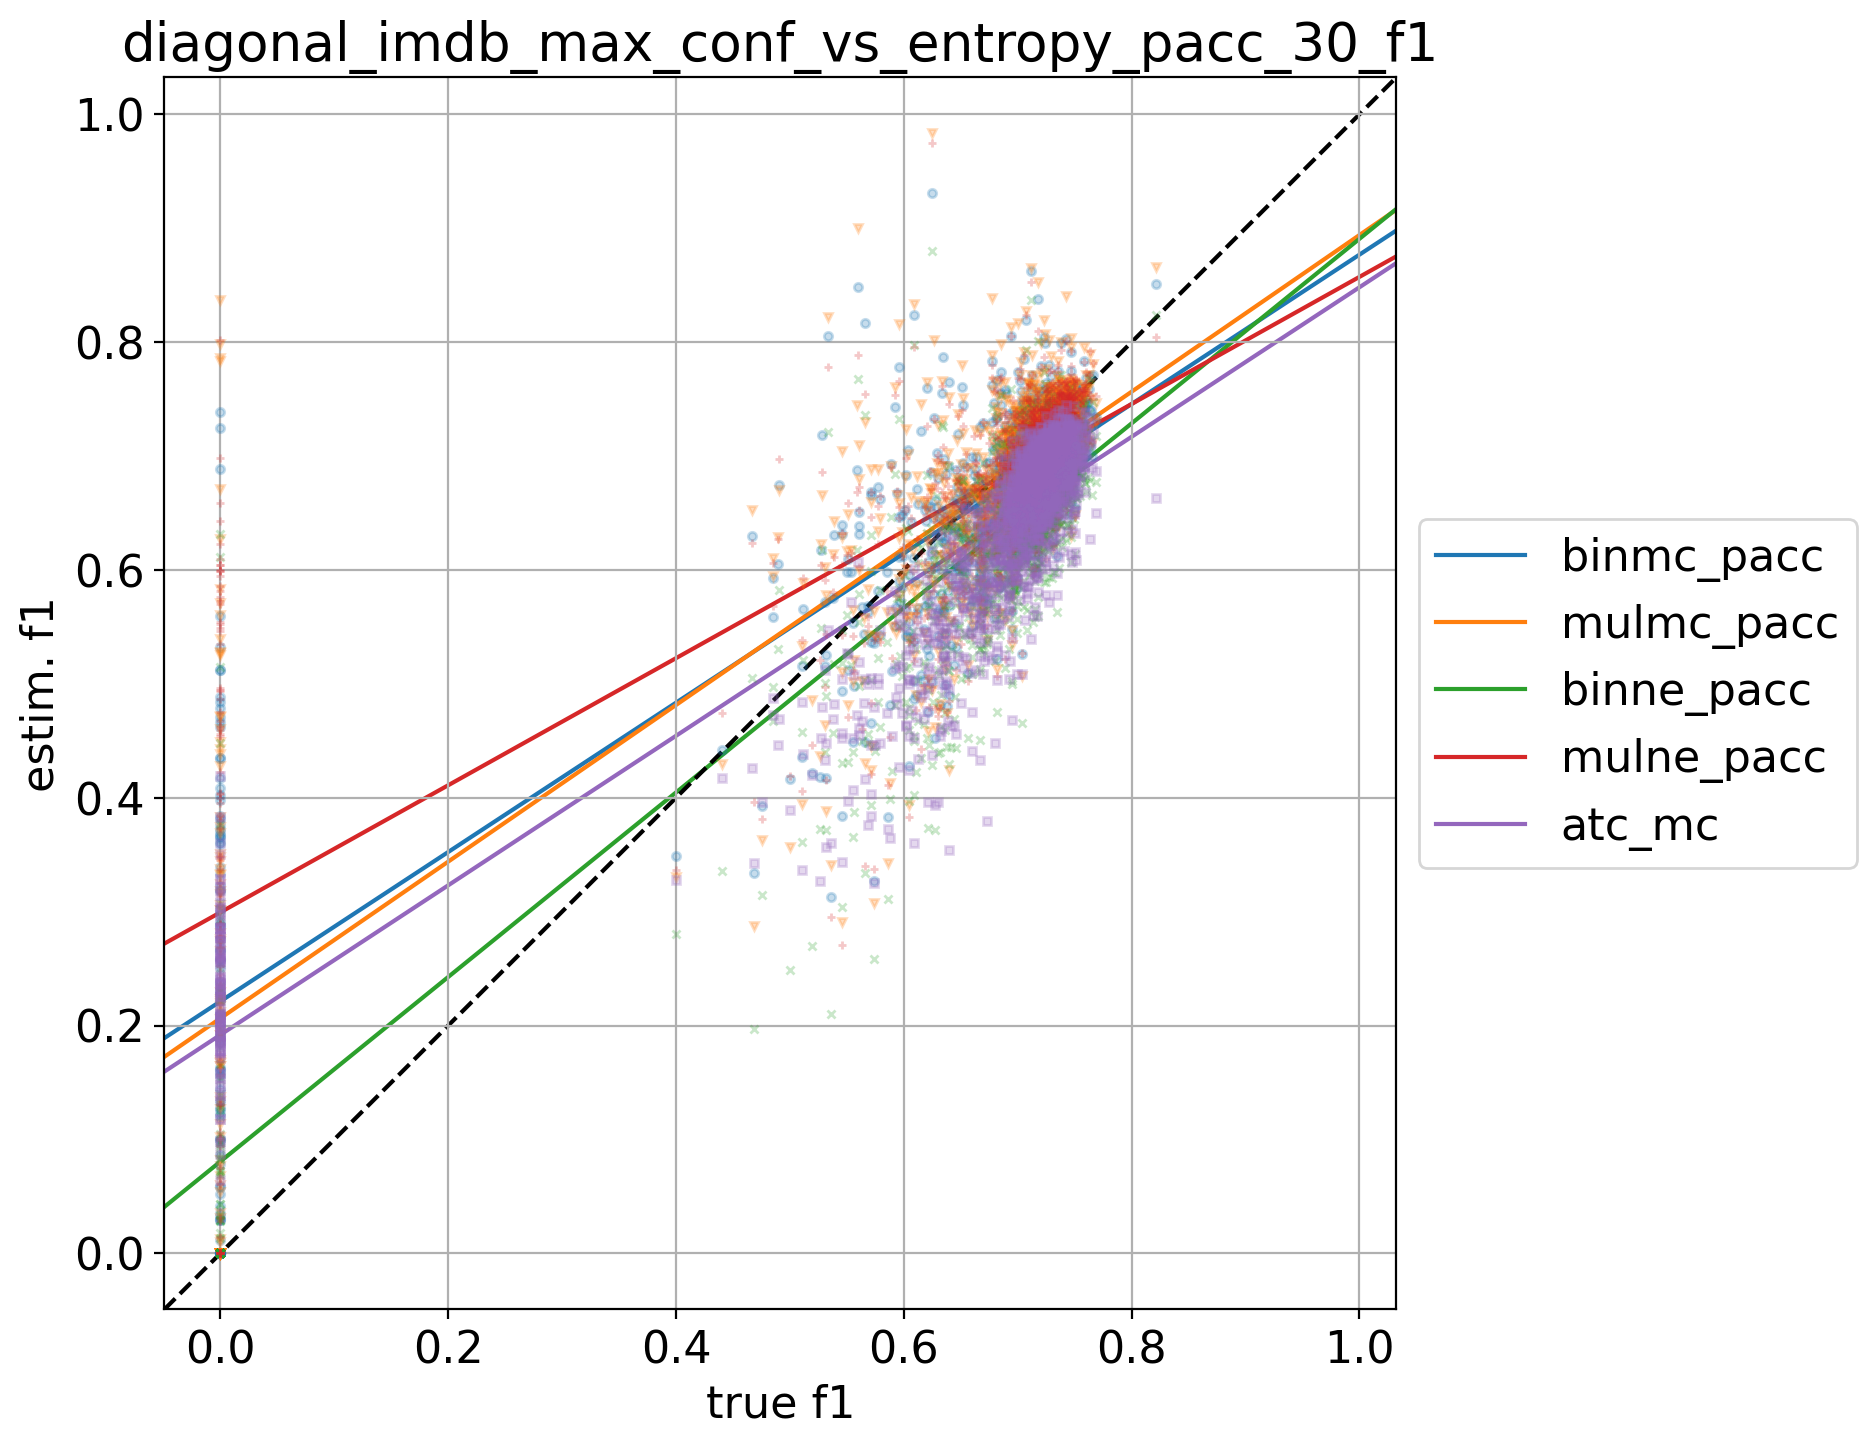 diagonal_imdb_max_conf_vs_entropy_pacc_30_f1
1.0
0.8
0.6
0.4
0.2
0.0
estim. f1
0.0 0.2 0.4 0.6 0.8 1.0
true f1
binmc_pacc
mulmc_pacc
binne_pacc
mulne_pacc
atc_mc